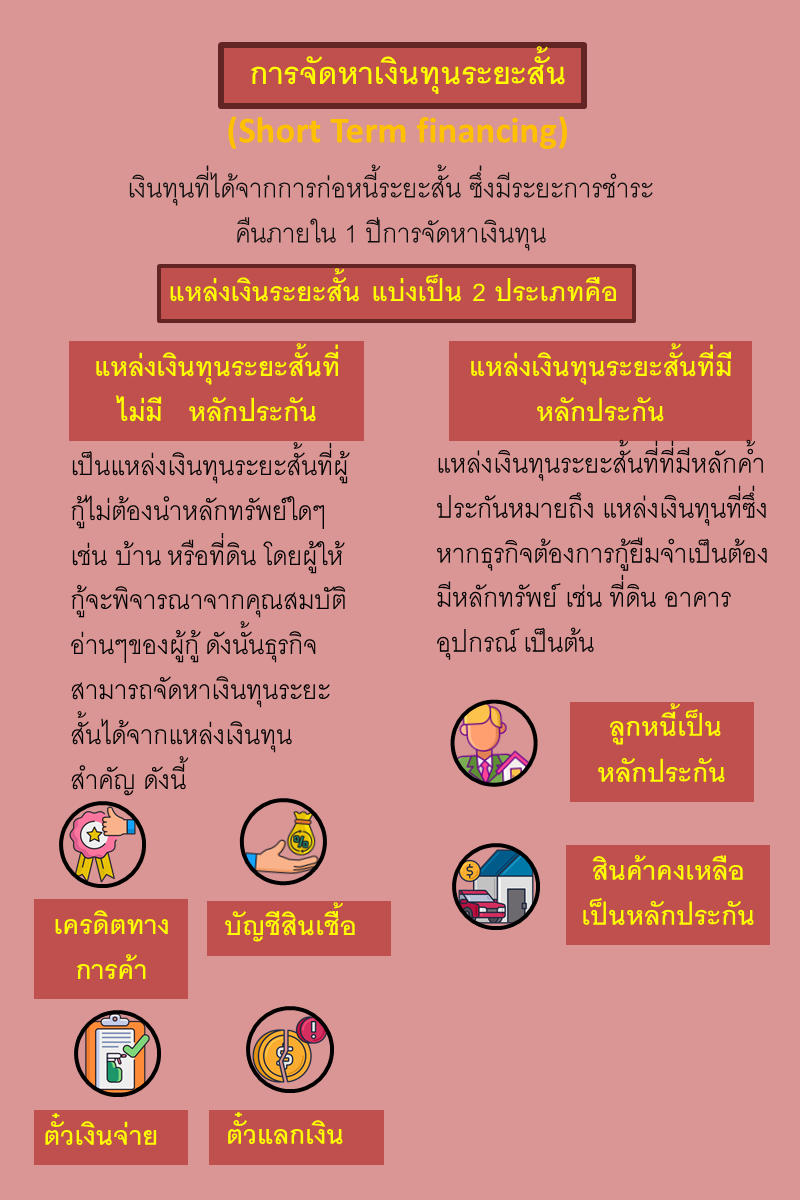 การจัดหาเงินทุนระยะสั้น
(Short Term financing)
เงินทุนที่ได้จากการก่อหนี้ระยะสั้น ซึ่งมีระยะการชำระ
คืนภายใน 1 ปีการจัดหาเงินทุน
แหล่งเงินระยะสั้น แบ่งเป็น 2 ประเภทคือ
แหล่งเงินทุนระยะสั้นที่
ไม่มี หลักประกัน
เป็นแหล่งเงินทุนระยะสั้นที่ผู้
กู้ไม่ต้องนำหลักทรัพย์ใดๆ
เช่น บ้าน หรือที่ดิน โดยผู้ให้
กู้จะพิจารณาจากคุณสมบัติ
อ่านๆของผู้กู้ ดังนั้นธุรกิจ
สามารถจัดหาเงินทุนระยะ
สั้นได้จากแหล่งเงินทุน
สำคัญ ดังนี้
เครดิตทาง
การค้า
บัญชีสินเชื้อ
ตั๋วเงินจ่าย
ตั๋วแลกเงิน
แหล่งเงินทุนระยะสั้นที่มี
หลักประกัน
แหล่งเงินทุนระยะสั้นที่ที่มีหลักค้ำ
ประกันหมายถึง แหล่งเงินทุนที่ซึ่ง
หากธุรกิจต้องการกู้ยืมจำเป็นต้อง
มีหลักทรัพย์ เช่น ที่ดิน อาคาร
อุปกรณ์ เป็นต้น
ลูกหนี้เป็น
หลักประกัน
สินค้าคงเหลือ
เป็นหลักประกัน